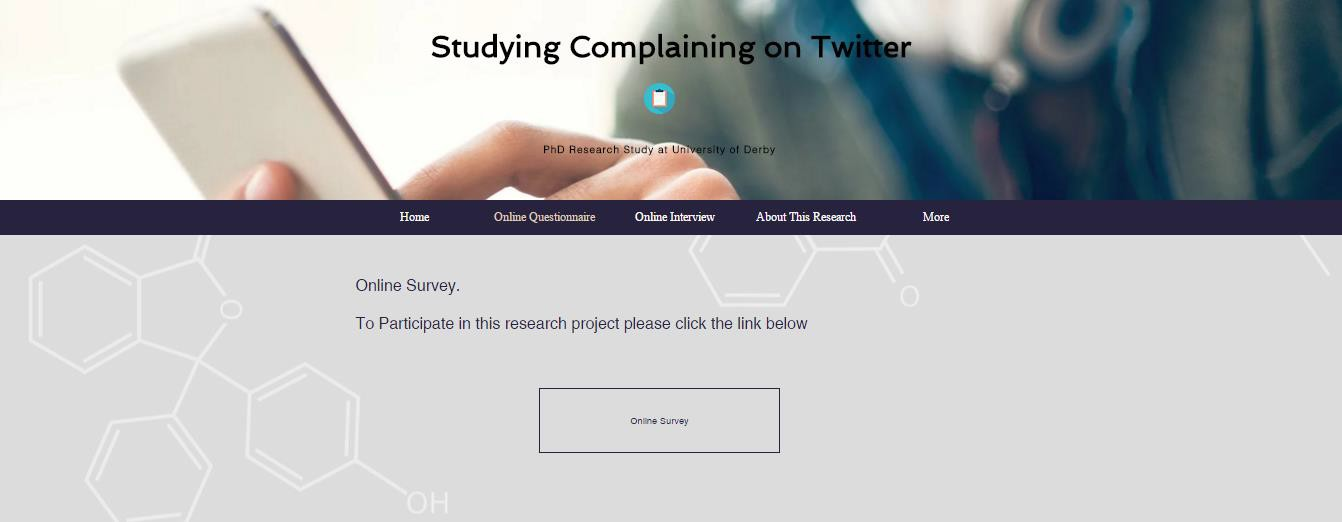 Studying Complaining on Twitter
PhD Research Study at University of Derby
Home Online Questionnaire Online Interview About This Research More
O
O
Online Survey.
To Participate in this research project please click the link below
Online Survey
OH